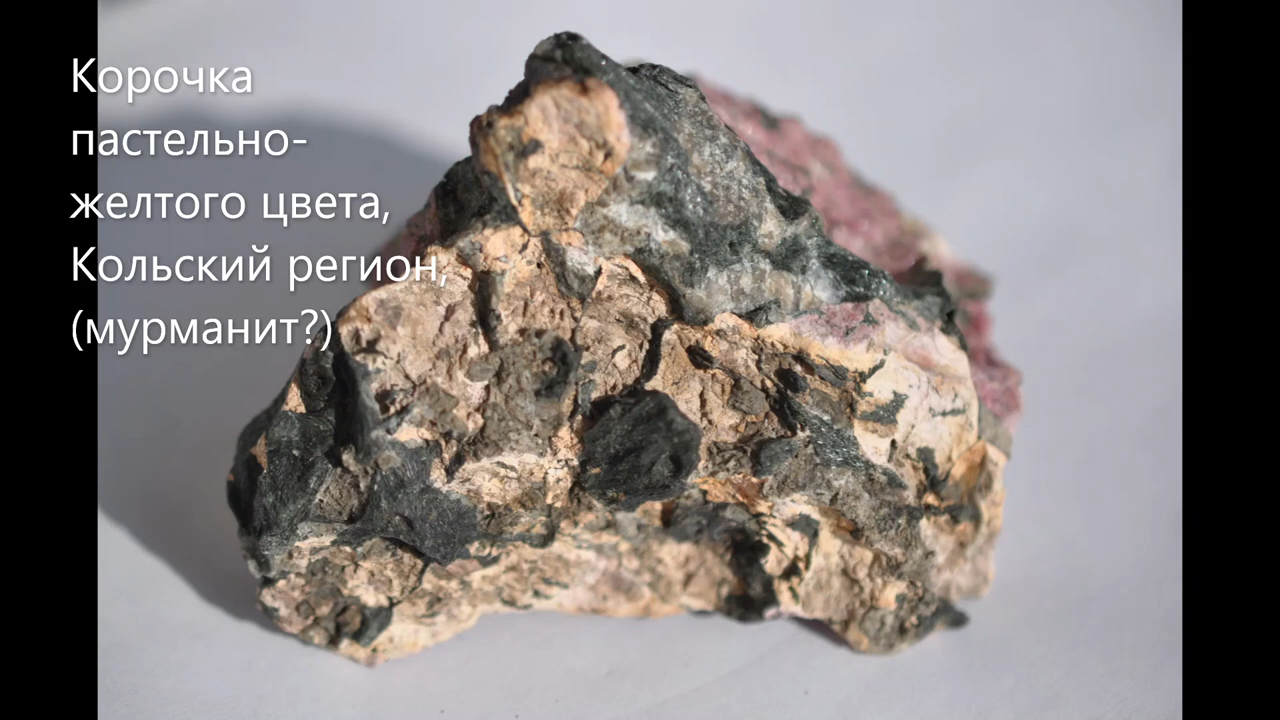 Корочка
пастельно-
желтого цвета,
Кольский регион,
(мурманит?)